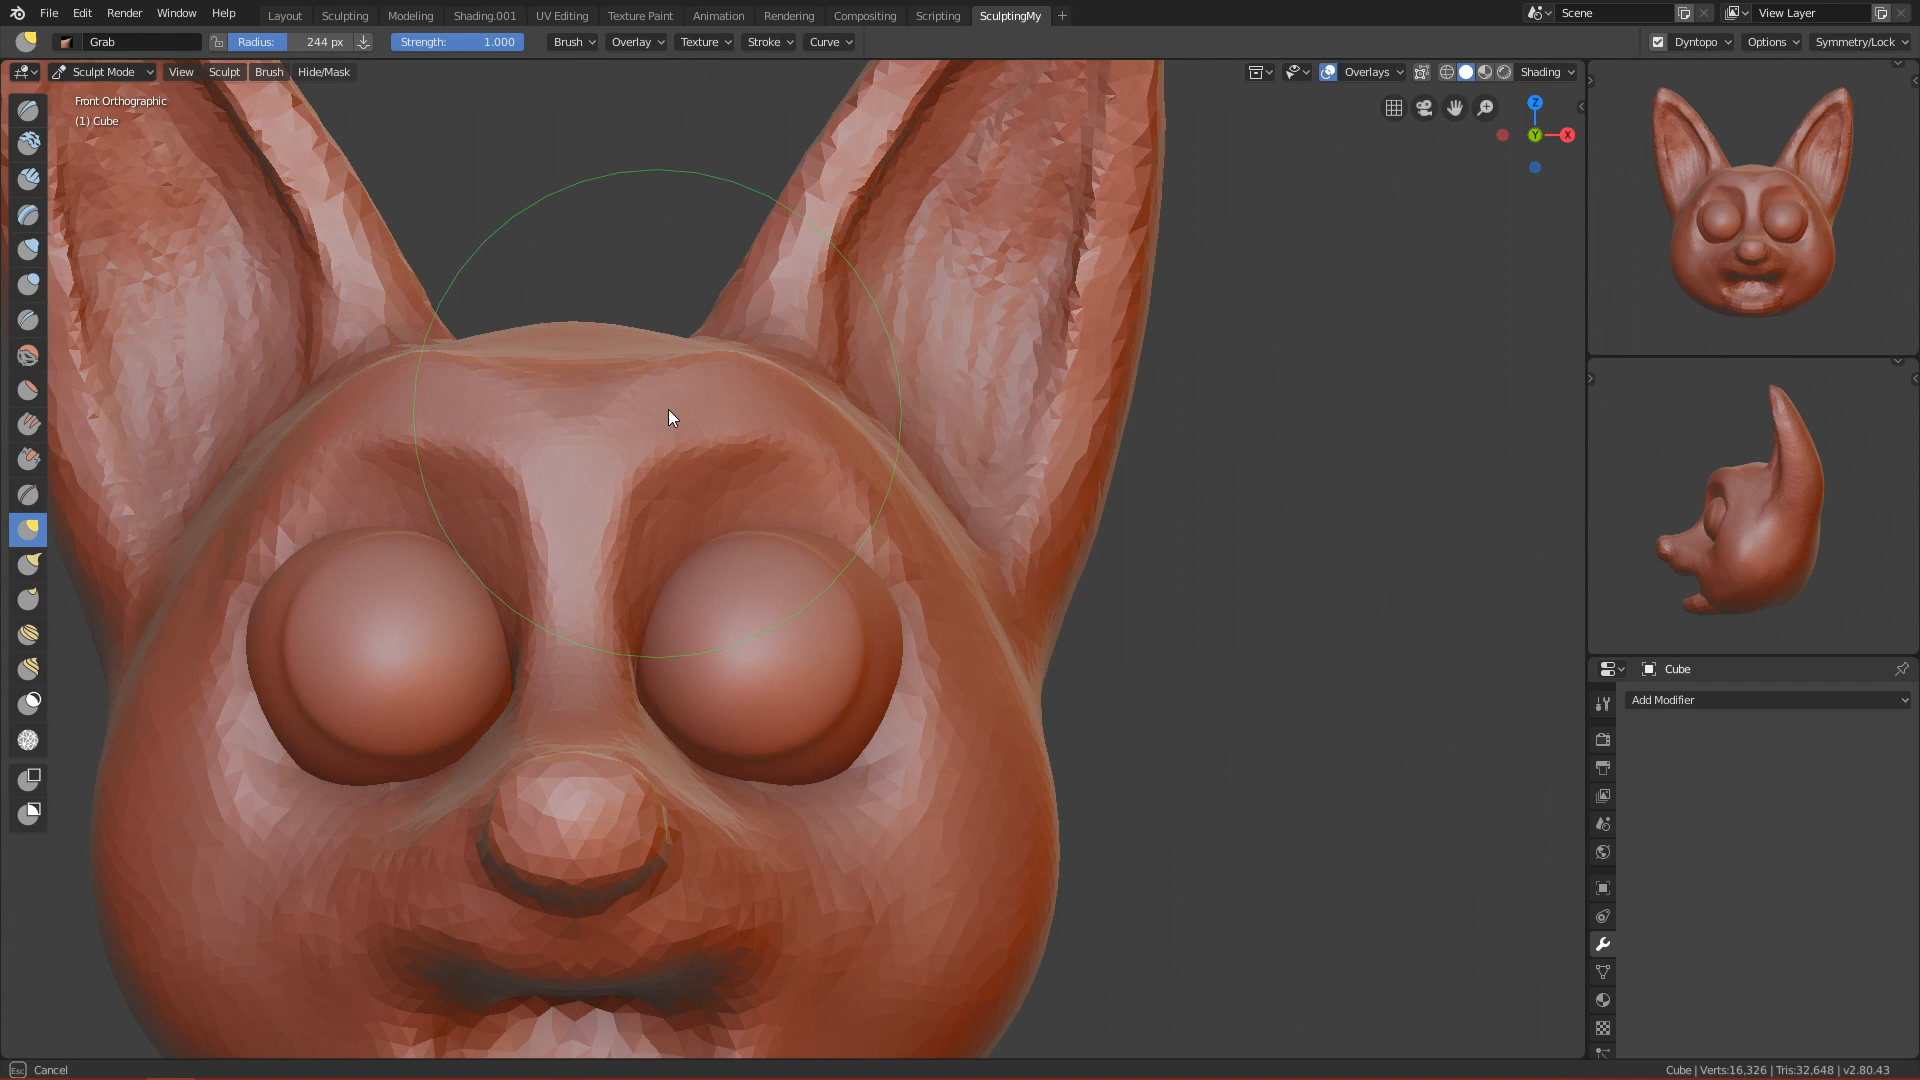 File Edit Render Window Help Layout Sculpting Modeling Shading.001 UV Editing Texture Paint Animation Rendering Compositing Scripting SculptingMy + Scene View Layer
Grab Radius: 244 px Strength: 1.000 Brush Overlay Texture Stroke Curve Dyntopo Options Symmetry/Lock
Sculpt Mode View Sculpt Brush Hide/Mask Overlays Shading
Front Orthographic
(1) Cube
Z
Y X
Cube
Add Modifier
Esc Cancel Cube | Verts:16,326 | Tris:32,648 | v2.80.43